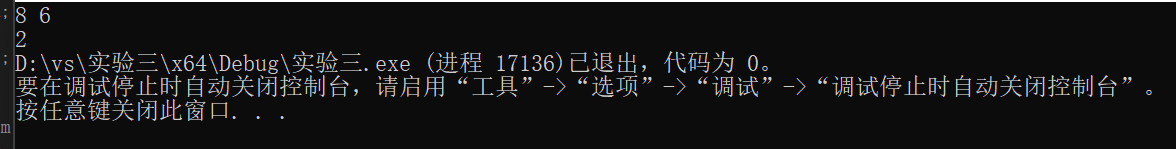 ;
8 6
2
;
D:\vs\实验三\x64\Debug\实验三.exe (进程 17136)已退出，代码为 0。
要在调试停止时自动关闭控制台，请启用“工具”->“选项”->“调试”->“调试停止时自动关闭控制台”。
按任意键关闭此窗口. . .
m